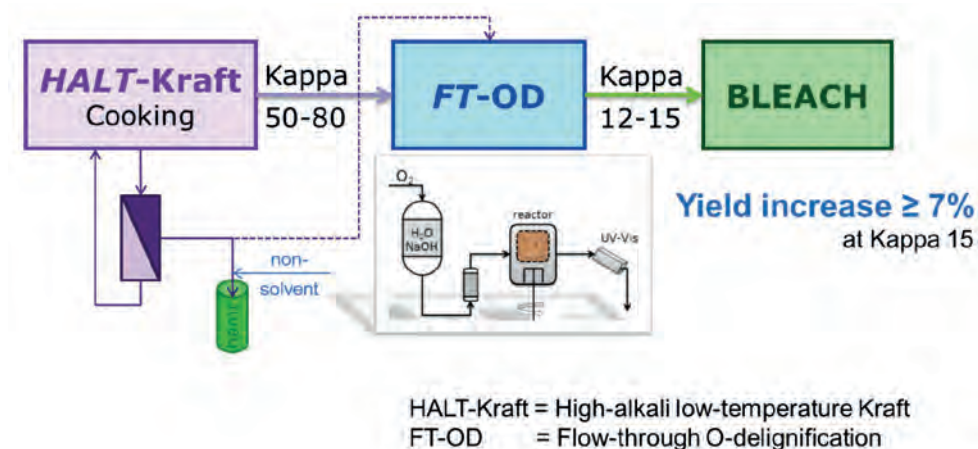 HALT-Kraft
Cooking
Kappa
50-80
FT-OD
Kappa
12-15
BLEACH
Yield increase ≥ 7%
at Kappa 15
O₂
H₂O
NaOH
reactor
UV-Vis
non-
solvent
hemi
HALT-Kraft = High-alkali low-temperature Kraft
FT-OD = Flow-through O-delignification